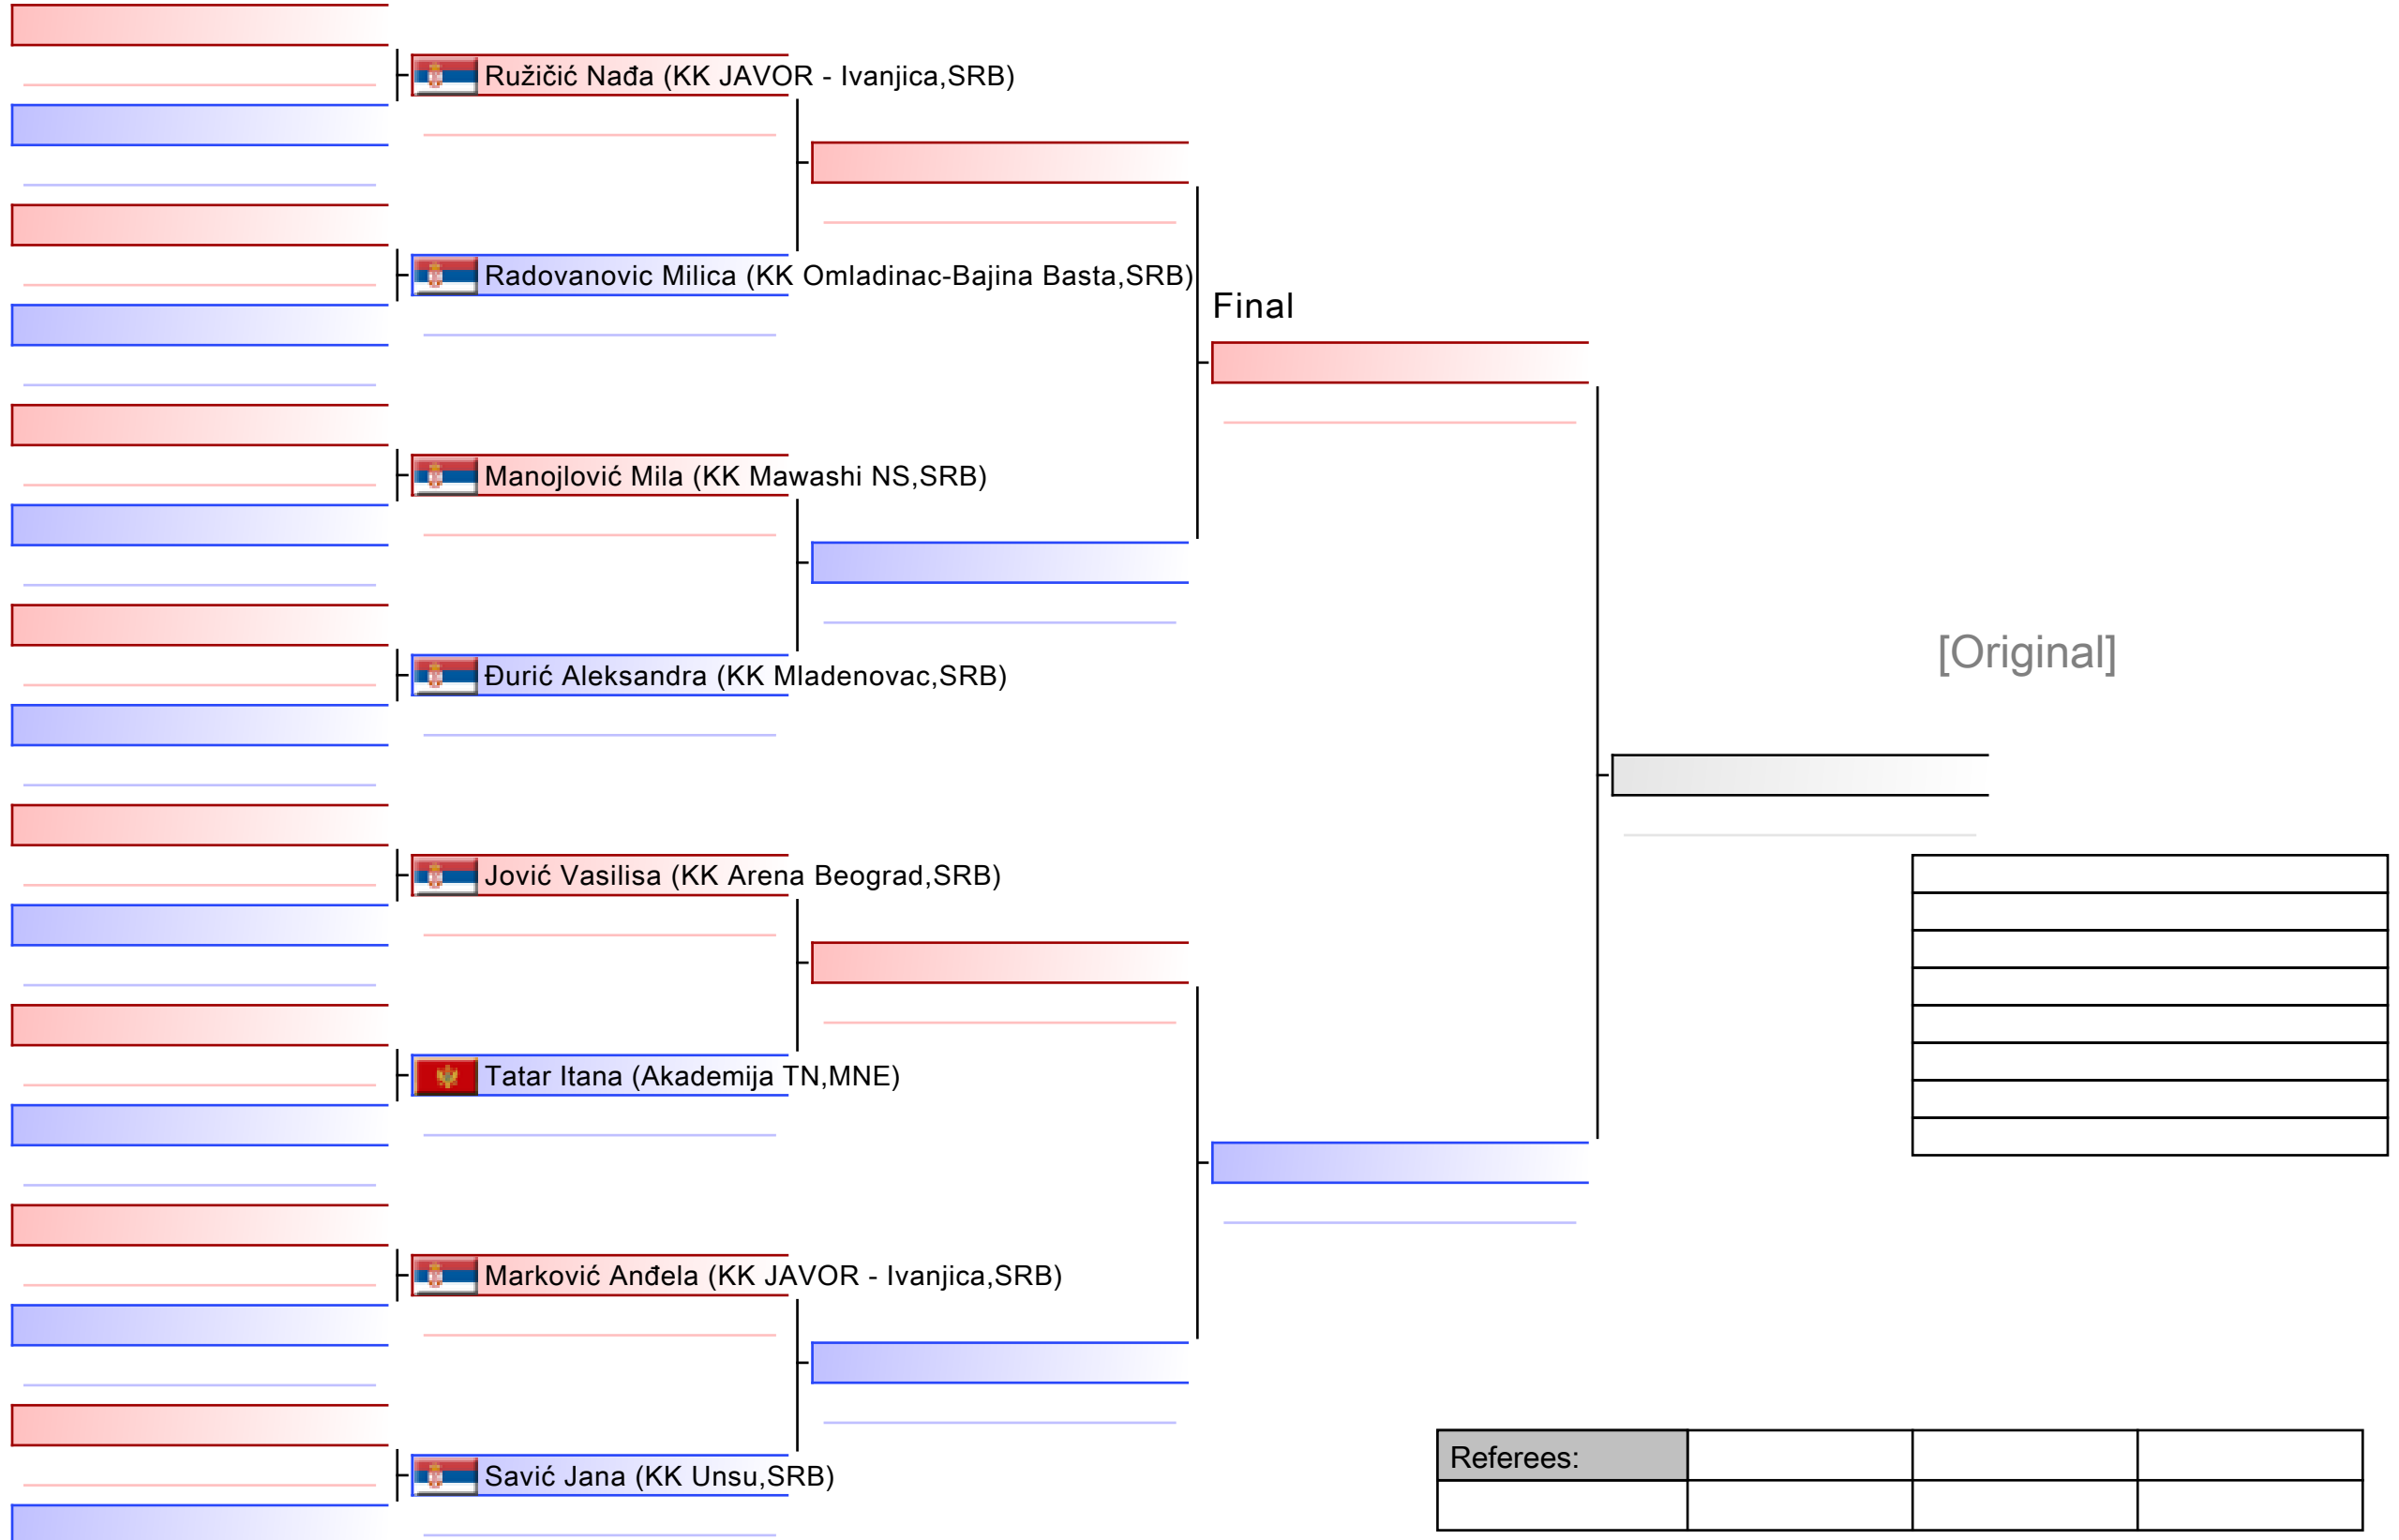 Ružičić Nađa (KK JAVOR - Ivanjica,SRB)
Radovanovic Milica (KK Omladinac-Bajina Basta,SRB)
Final
Manojlović Mila (KK Mawashi NS,SRB)
[Original]
Đurić Aleksandra (KK Mladenovac,SRB)
Jović Vasilisa (KK Arena Beograd,SRB)
Tatar Itana (Akademija TN,MNE)
Marković Anđela (KK JAVOR - Ivanjica,SRB)
Referees:
Savić Jana (KK Unsu,SRB)